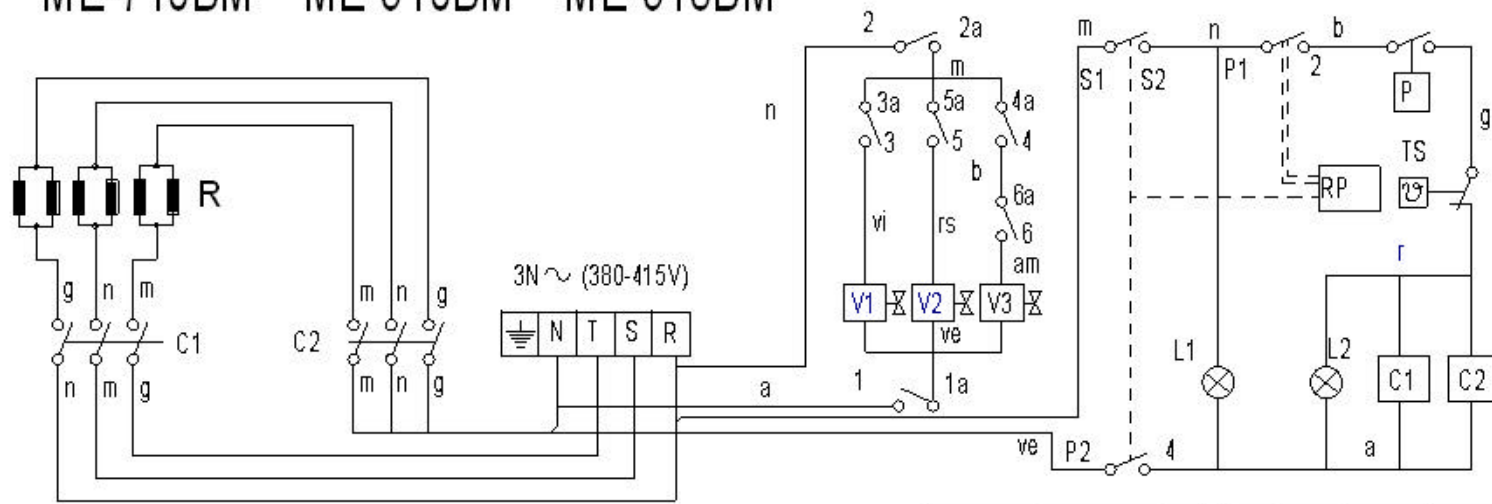 2 2a m b
m n
S1 S2 P1 2
n 3a 5a 4a P g
3 5 4
b TS
R 6a RP ϑ
vi rs 6
am r
3N ~ (380-415V)
g n m m n g
V1 V2 V3
N T S R
C1 C2 ve
L1 L2 C1 C2
n m g m n g a 1 1a
ve P2 4 a